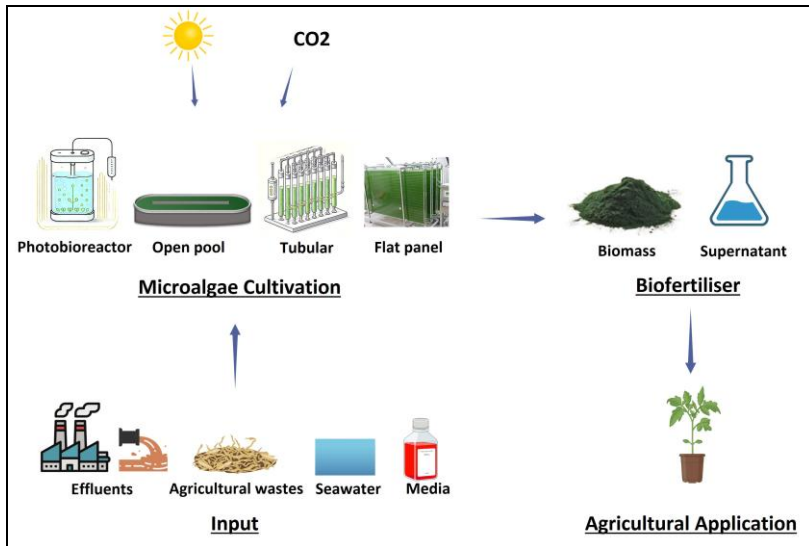 CO2
Photobioreactor
Open pool
Tubular
Flat panel
Microalgae Cultivation
Biomass
Supernatant
Biofertiliser
Effluents
Agricultural wastes
Seawater
Media
Input
Agricultural Application